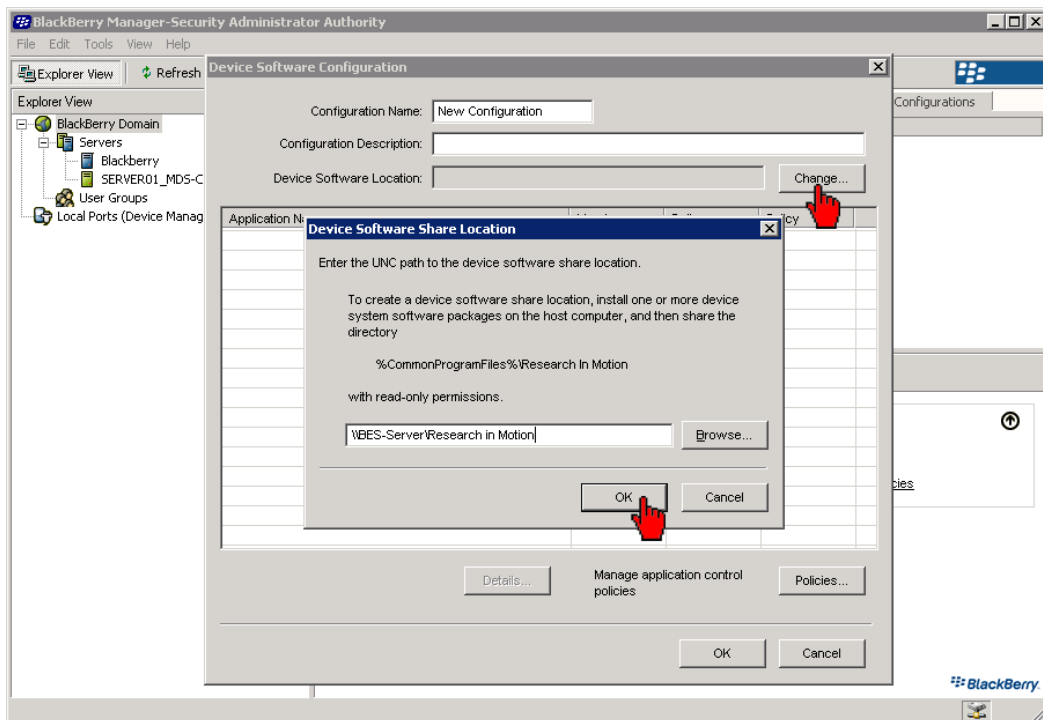 BlackBerry Manager-Security Administrator Authority
File Edit Tools View Help
Explorer View
Refresh
Explorer View
BlackBerry Domain
Servers
Blackberry
SERVER01_MDS-C
User Groups
Local Ports (Device Manag
Configurations
Device Software Configuration
Configuration Name: New Configuration
Configuration Description:
Device Software Location:
Change...
Application N
Device Software Share Location
Enter the UNC path to the device software share location.
To create a device software share location, install one or more device
system software packages on the host computer, and then share the
directory
%CommonProgramFiles%\Research In Motion
with read-only permissions.
\\BES-Server\Research in Motion
Browse...
OK
Cancel
cies
Details...
Manage application control
policies
Policies...
OK
Cancel
BlackBerry.